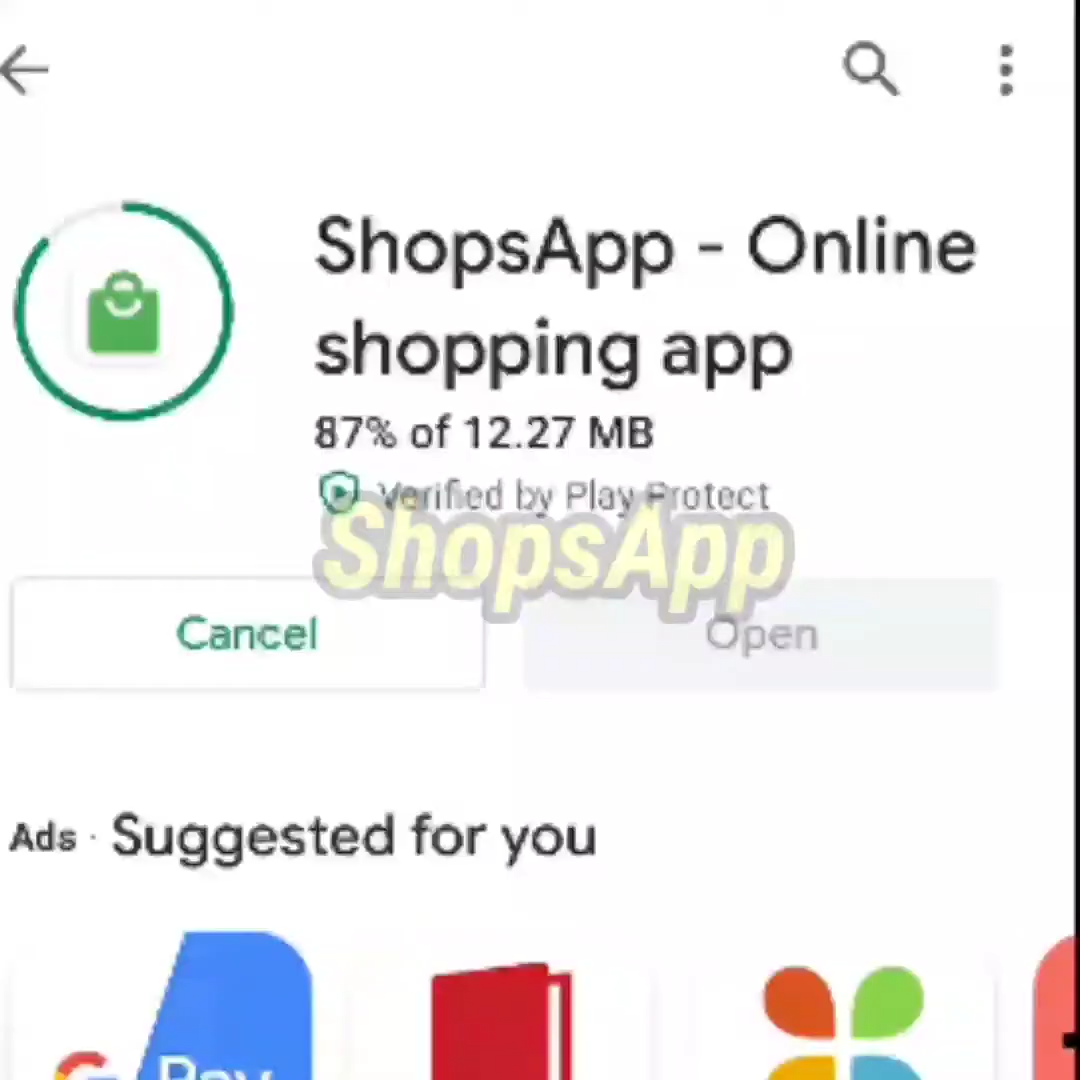 ShopsApp - Online
shopping app
87% of 12.27 MB
Verified by Play Protect
ShopsApp
Cancel
Open
Ads · Suggested for you
Pay